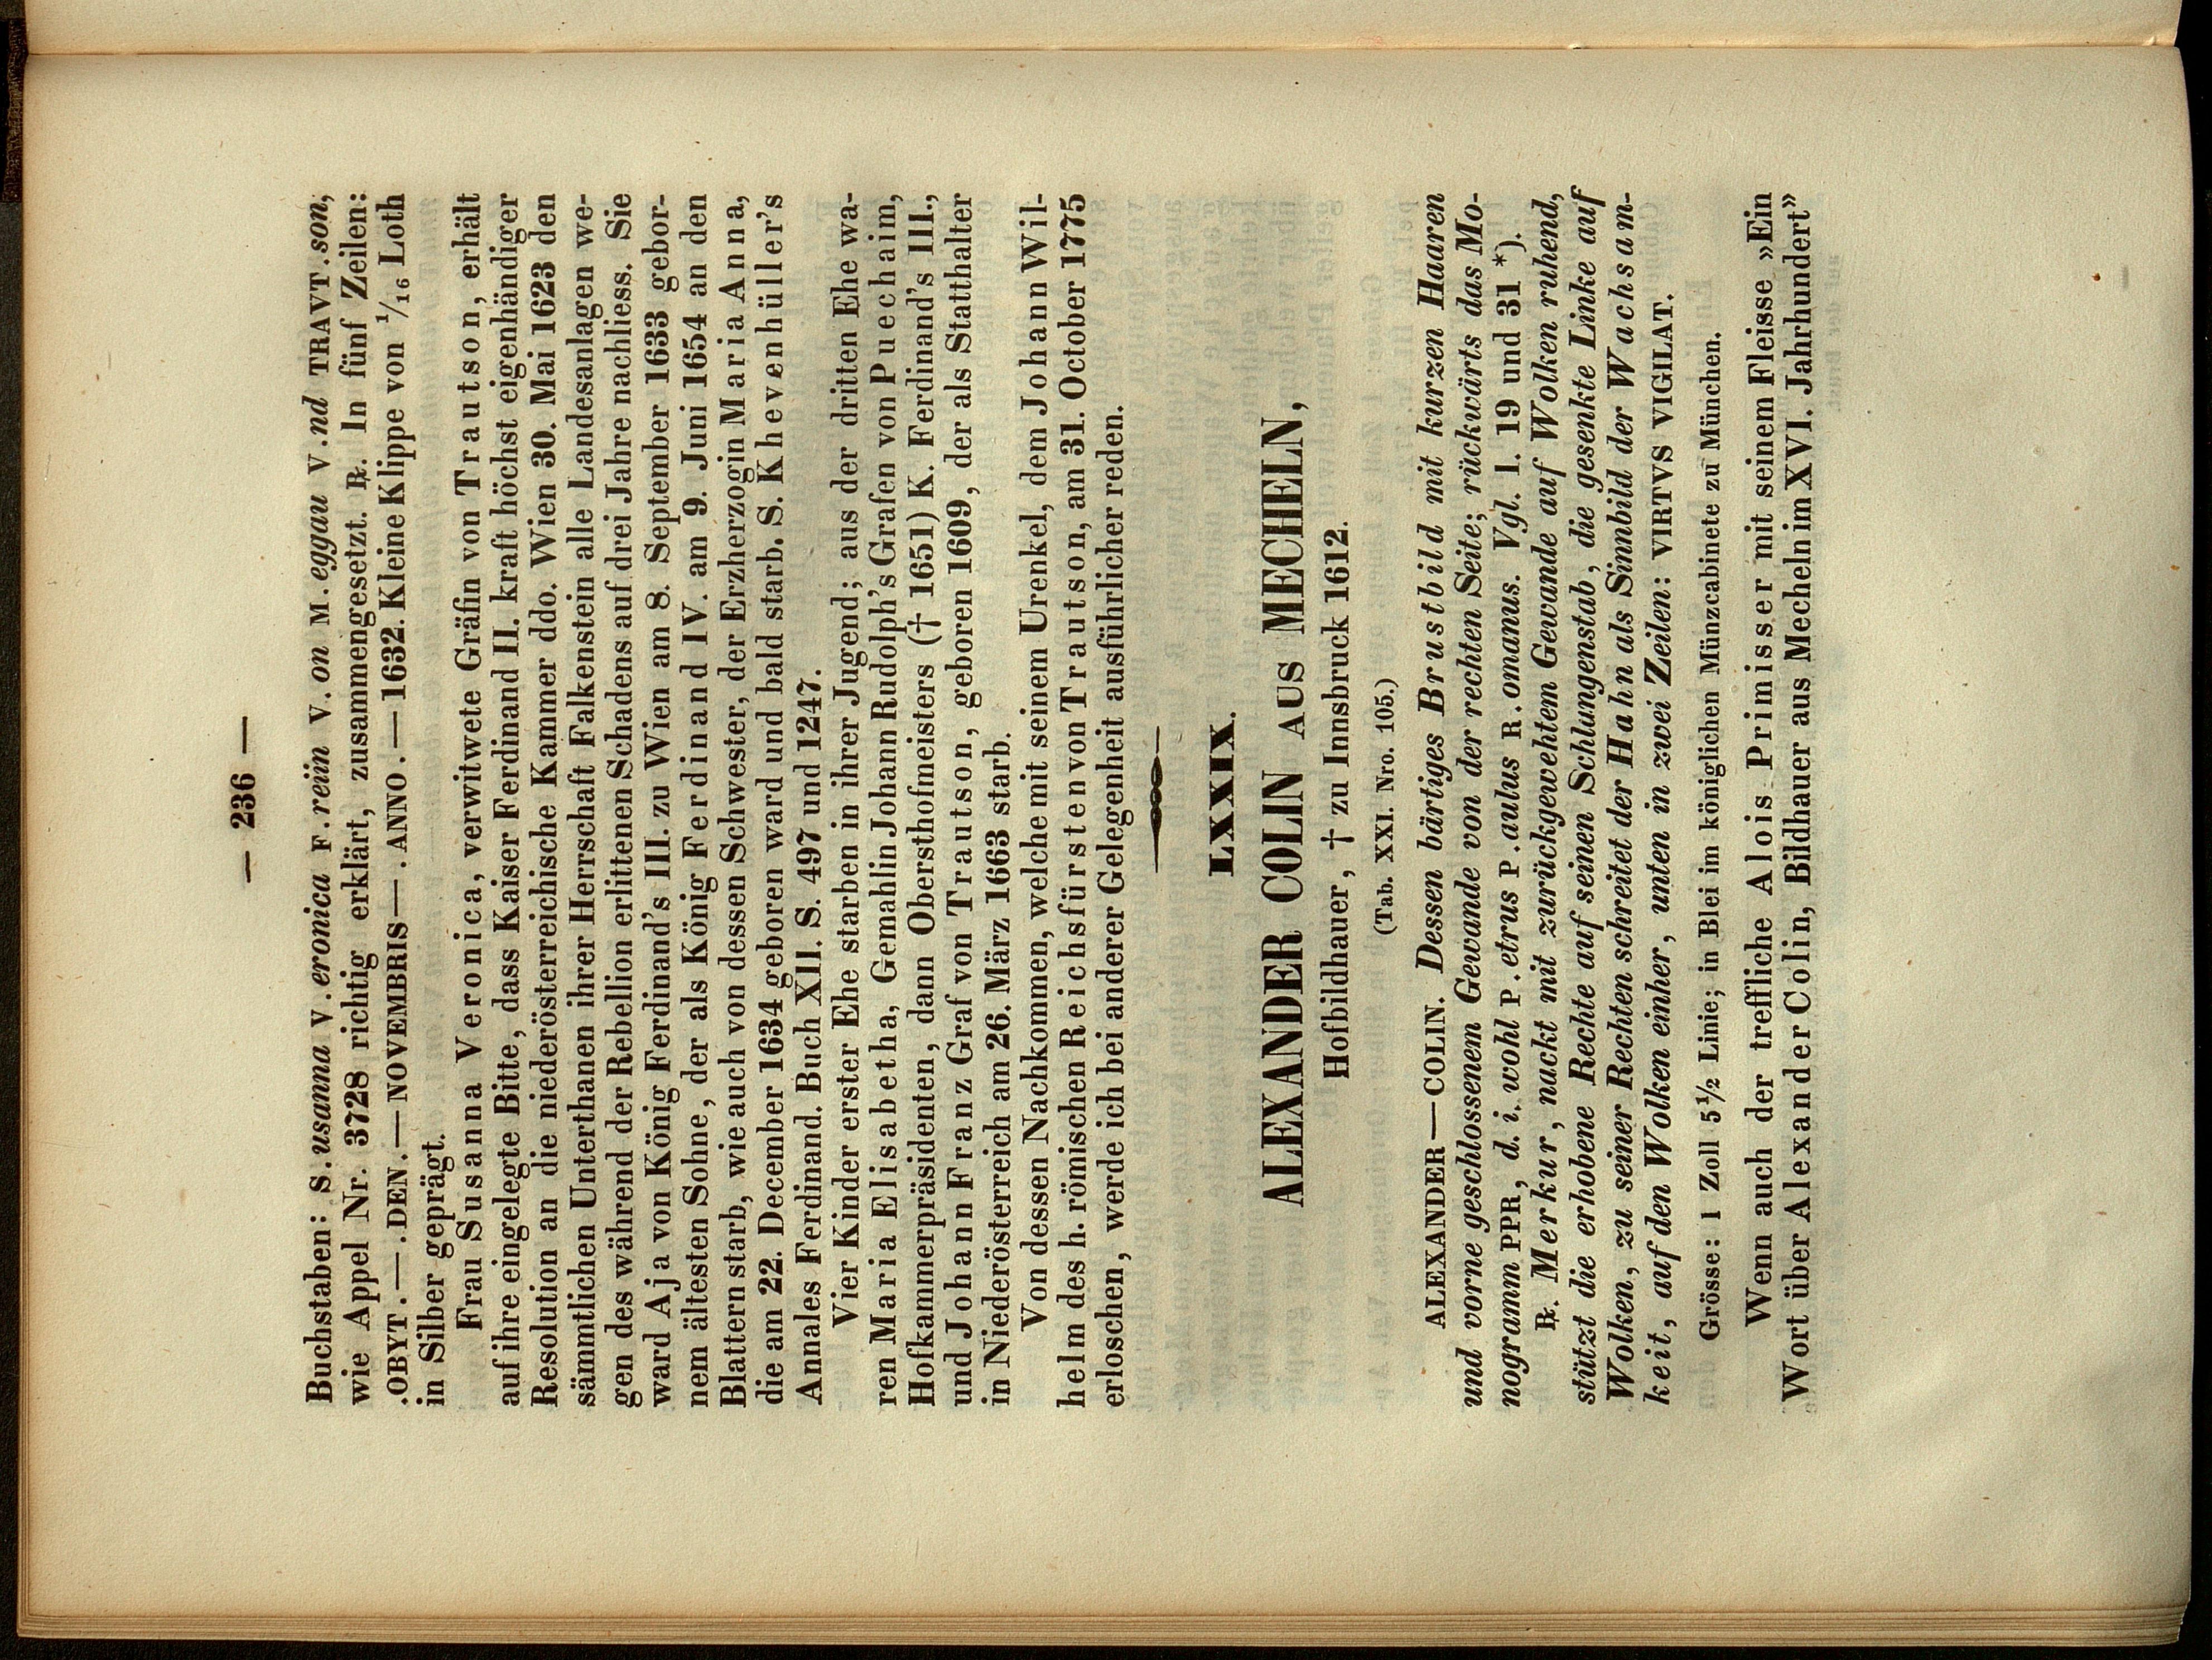 — 236 —
Buchstaben: S.usanna V.eronica F.reiin V.on M.eggau V.nd TRAVT.son,
wie Appel Nr. 3728 richtig erklärt, zusammengesetzt. ꝶ. In fünf Zeilen:
.OBYT.—.DEN.—NOVEMBRIS—.ANNO.—1632. Kleine Klippe von 1/16 Loth
in Silber geprägt.
Frau Susanna Veronica, verwitwete Gräfin von Trautson, erhält
auf ihre eingelegte Bitte, dass Kaiser Ferdinand II. kraft höchst eigenhändiger
Resolution an die niederösterreichische Kammer ddo. Wien 30. Mai 1623 den
sämmtlichen Unterthanen ihrer Herrschaft Falkenstein alle Landesanlagen we-
gen des während der Rebellion erlittenen Schadens auf drei Jahre nachliess. Sie
ward Aja von König Ferdinand's III. zu Wien am 8. September 1633 gebor-
nem ältesten Sohne, der als König Ferdinand IV. am 9. Juni 1654 an den
Blattern starb, wie auch von dessen Schwester, der Erzherzogin Maria Anna,
die am 22. December 1634 geboren ward und bald starb. S. Khevenhüller's
Annales Ferdinand. Buch XII. S. 497 und 1247.
Vier Kinder erster Ehe starben in ihrer Jugend; aus der dritten Ehe wa-
ren Maria Elisabetha, Gemahlin Johann Rudolph's Grafen von Puechaim,
Hofkammerpräsidenten, dann Obersthofmeisters († 1651) K. Ferdinand's III.,
und Johann Franz Graf von Trautson, geboren 1609, der als Statthalter
in Niederösterreich am 26. März 1663 starb.
Von dessen Nachkommen, welche mit seinem Urenkel, dem Johann Wil-
helm des h. römischen Reichsfürsten von Trautson, am 31. October 1775
erloschen, werde ich bei anderer Gelegenheit ausführlicher reden.
LXXIX.
ALEXANDER COLIN AUS MECHELN,
Hofbildhauer, † zu Innsbruck 1612.
(Tab. XXI. Nro. 105.)
ALEXANDER—COLIN. Dessen bärtiges Brustbild mit kurzen Haaren
und vorne geschlossenem Gewande von der rechten Seite; rückwärts das Mo-
nogramm PPR, d. i. wohl P.etrus P.aulus R.omanus. Vgl. l. 19 und 31 *).
ꝶ. Merkur, nackt mit zurückgewehtem Gewande auf Wolken ruhend,
stützt die erhobene Rechte auf seinen Schlangenstab, die gesenkte Linke auf
Wolken, zu seiner Rechten schreitet der Hahn als Sinnbild der Wachsam-
keit, auf den Wolken einher, unten in zwei Zeilen: VIRTVS VIGILAT.
Grösse: 1 Zoll 5½ Linie; in Blei im königlichen Münzcabinete zu München.
Wenn auch der treffliche Alois Primisser mit seinem Fleisse »Ein
Wort über Alexander Colin, Bildhauer aus Mecheln im XVI. Jahrhundert»